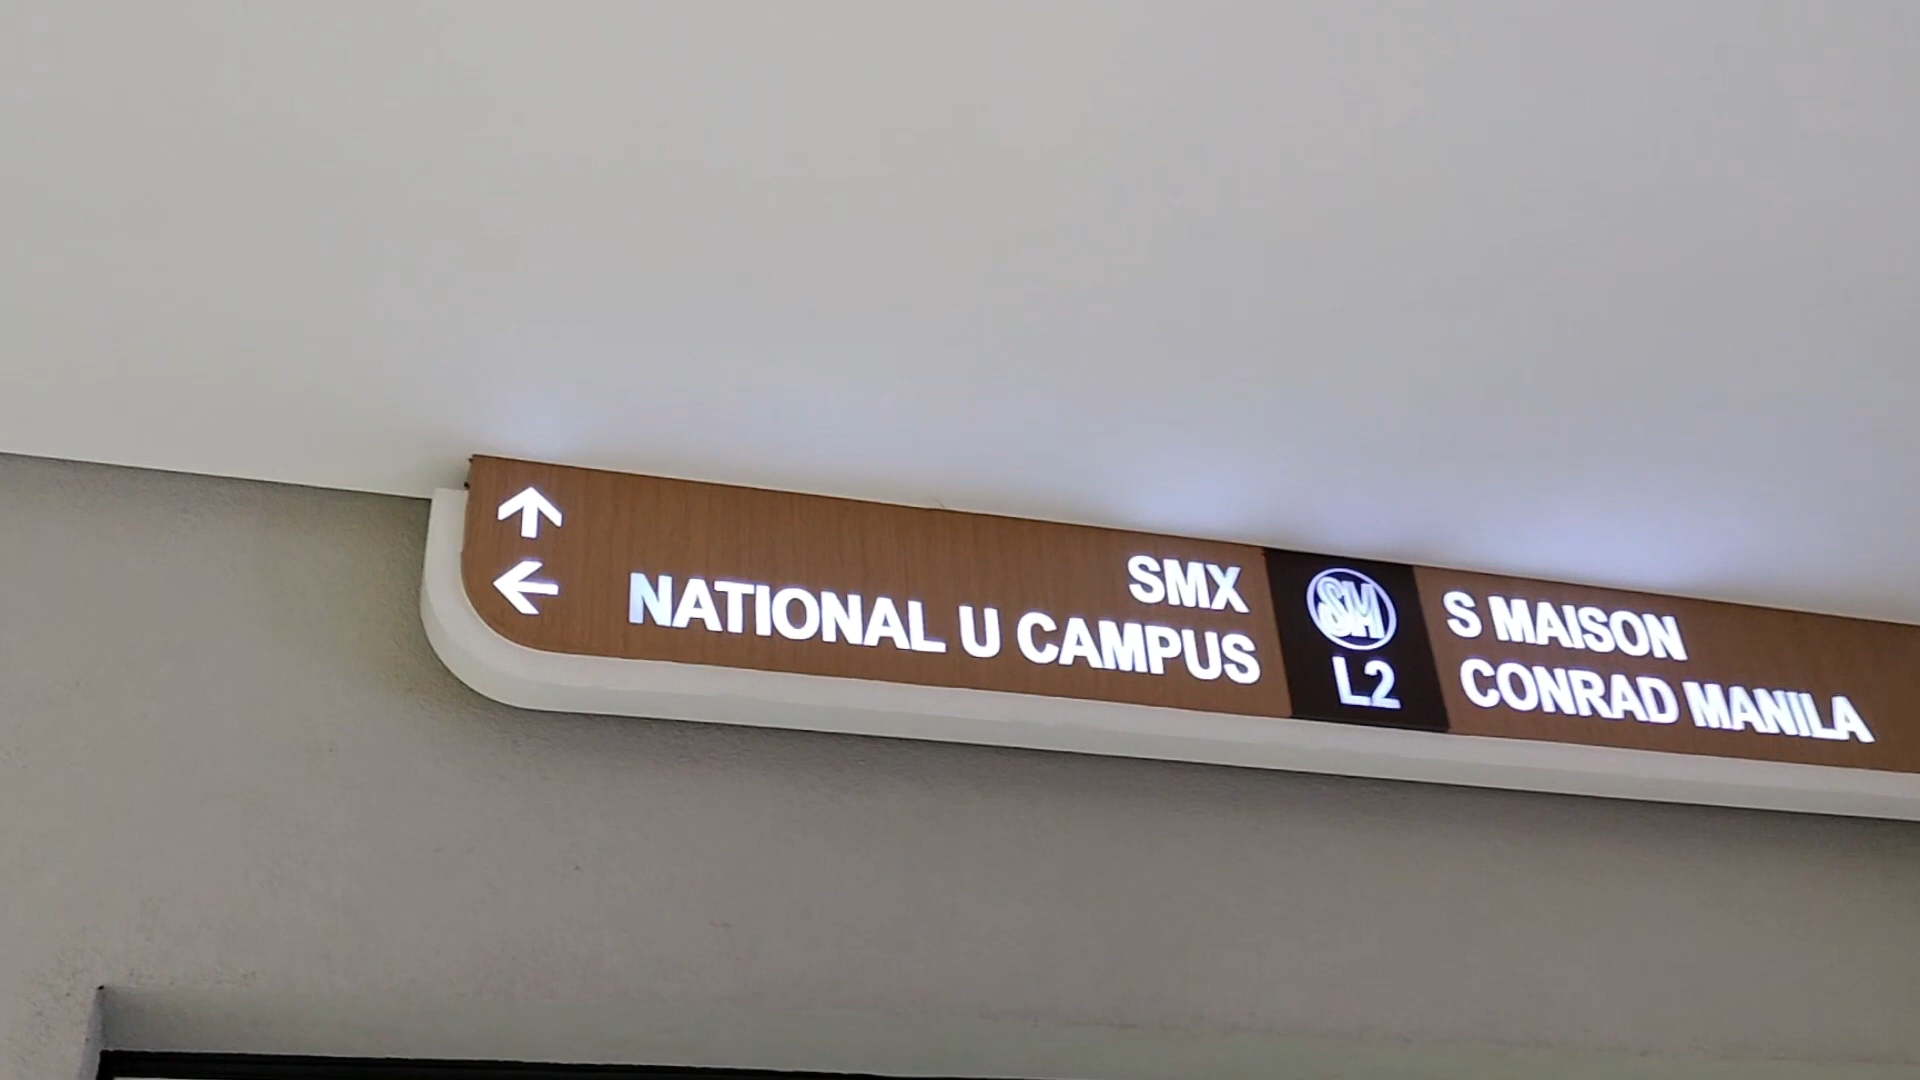 SMX
NATIONAL U CAMPUS
SM
L2
S MAISON
CONRAD MANILA